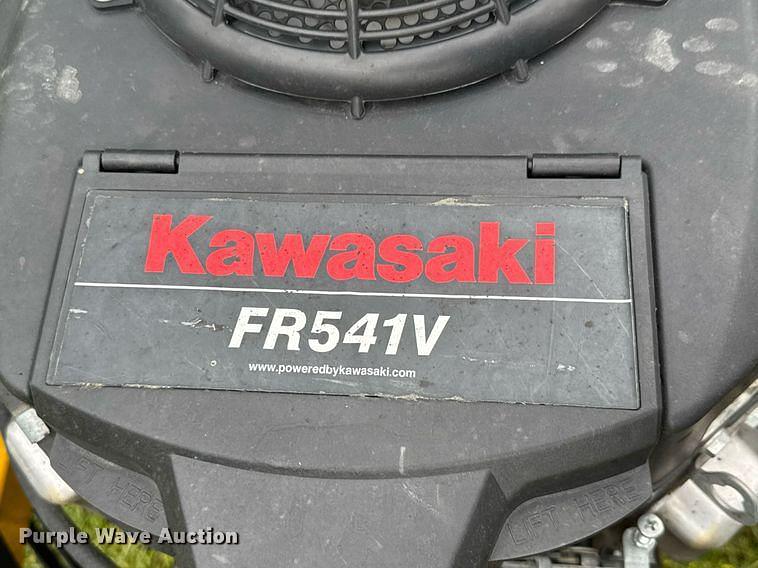 Kawasaki
FR541V
www.poweredbykawasaki.com
LIFT HERE
LIFT HERE
Purple Wave Auction